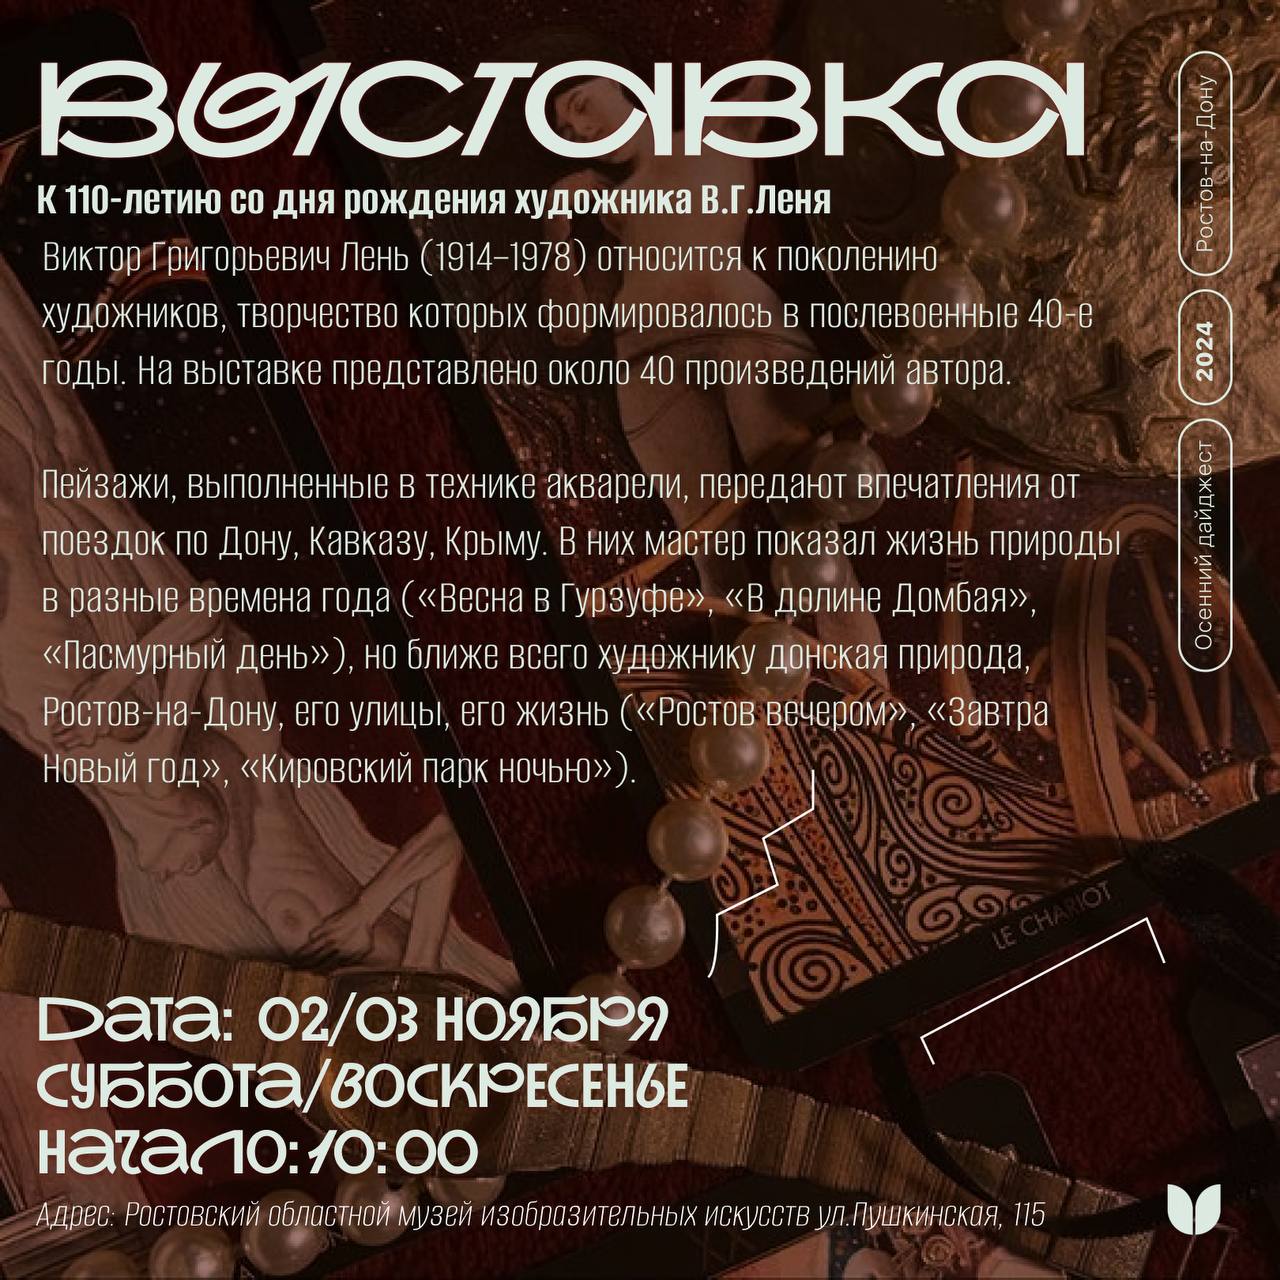 ВЫСТАВКА
К 110-летию со дня рождения художника В.Г.Леня
Виктор Григорьевич Лень (1914–1978) относится к поколению
художников, творчество которых формировалось в послевоенные 40-е
годы. На выставке представлено около 40 произведений автора.
Пейзажи, выполненные в технике акварели, передают впечатления от
поездок по Дону, Кавказу, Крыму. В них мастер показал жизнь природы
в разные времена года («Весна в Гурзуфе», «В долине Домбая»,
«Пасмурный день»), но ближе всего художнику донская природа,
Ростов-на-Дону, его улицы, его жизнь («Ростов вечером», «Завтра
Новый год», «Кировский парк ночью»).
LE CHARIOT
Дата: 02/03 НОЯБРЯ
СУББОТА/ВОСКРЕСЕНЬЕ
Начало: 10:00
Адрес: Ростовский областной музей изобразительных искусств ул.Пушкинская, 115
Ростов-на-Дону
2024
Осенний дайджест